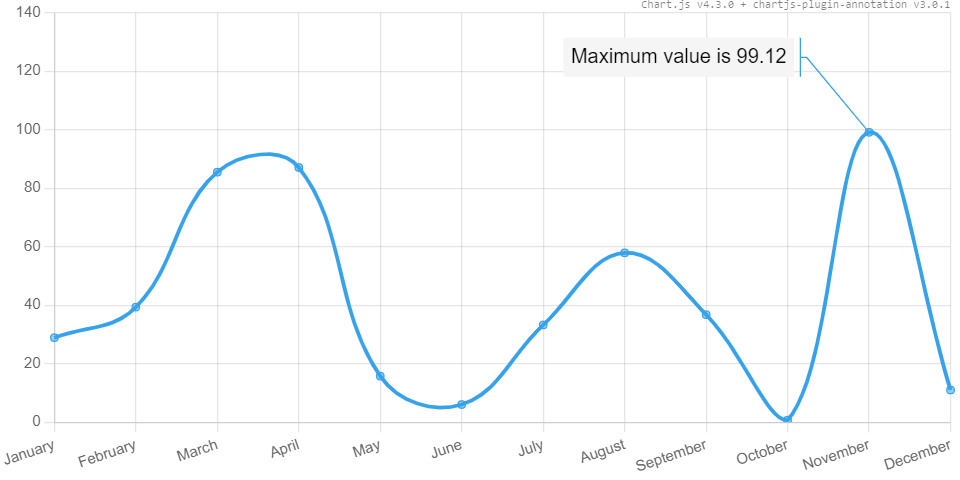 Chart.js v4.3.0 + chartjs-plugin-annotation v3.0.1
140
120
100
80
60
40
20
0
Maximum value is 99.12
January February March April May June July August September October November December